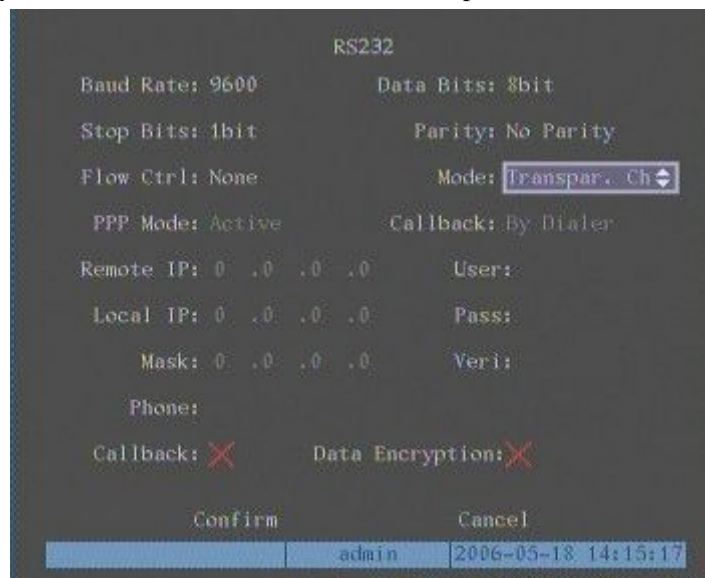 RS232
Baud Rate: 9600 Data Bits: 8bit
Stop Bits: 1bit Parity: No Parity
Flow Ctrl: None Mode: Transpar. Ch
PPP Mode: Active Callback: By Dialer
Remote IP: 0 .0 .0 .0 User:
Local IP: 0 .0 .0 .0 Pass:
Mask: 0 .0 .0 .0 Veri:
Phone:
Callback: Data Encryption:
Confirm Cancel
admin 2006-05-18 14:15:17